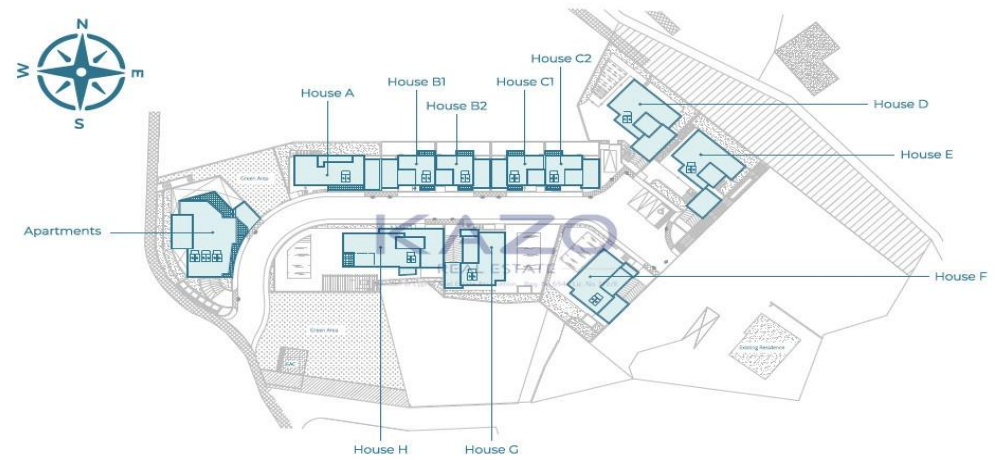 N
W
E
S
House A
House B1
House B2
House C1
House C2
House D
House E
Green Area
Apartments
KAZO
REAL ESTATE
House F
Green Area
Existing Residence
House H
House G